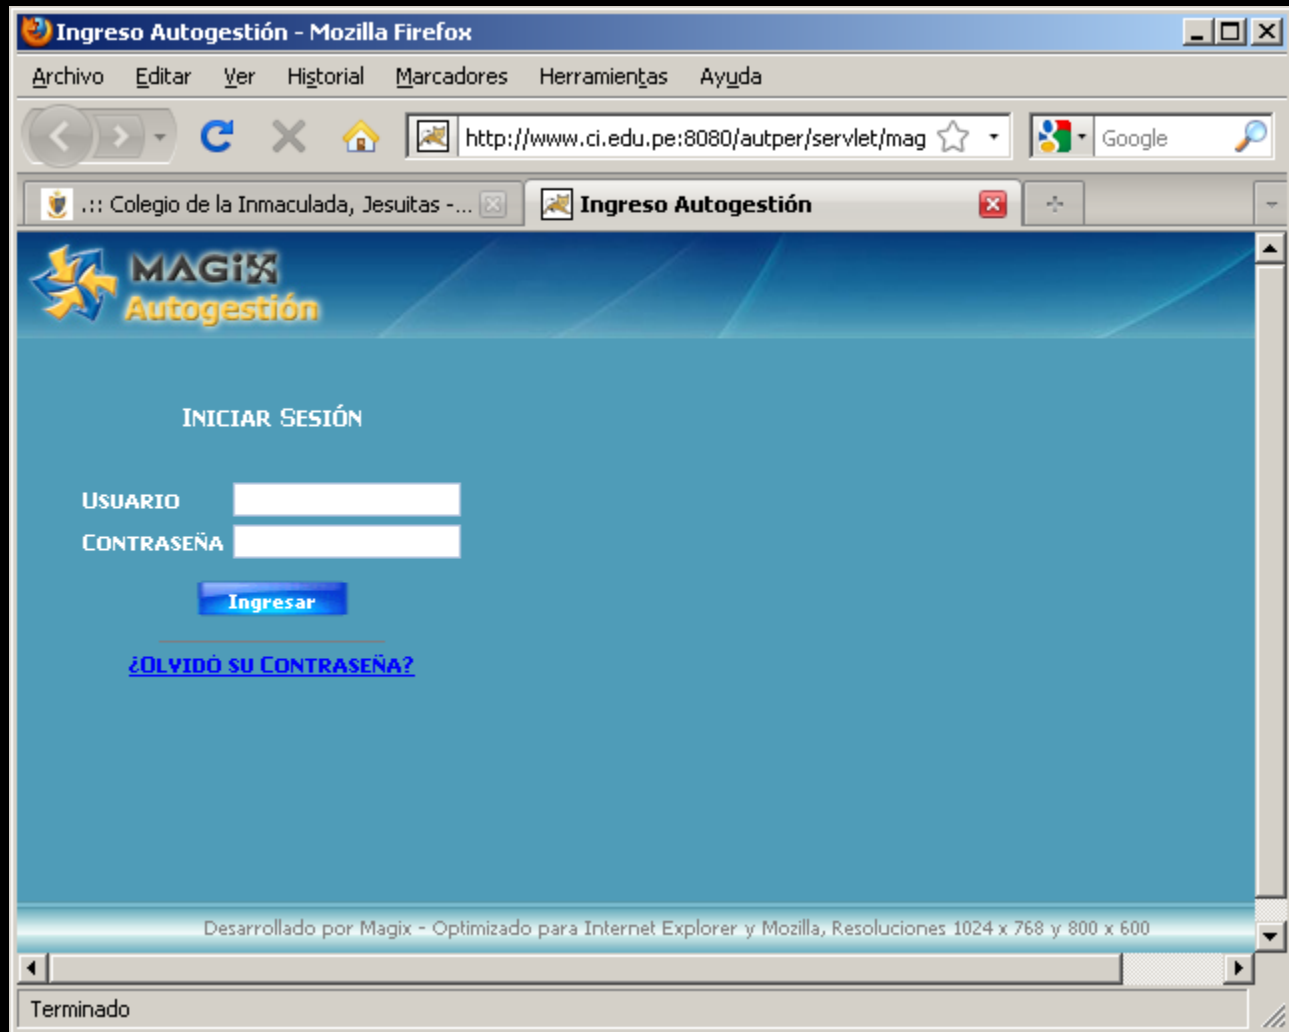 Ingreso Autogestión - Mozilla Firefox
Archivo Editar Ver Historial Marcadores Herramientas Ayuda
http://www.ci.edu.pe:8080/autper/servlet/mag Google
.:: Colegio de la Inmaculada, Jesuitas -... Ingreso Autogestión
MAGiX
Autogestión
INICIAR SESIÓN
USUARIO
CONTRASEÑA
Ingresar
¿OLVIDÓ SU CONTRASEÑA?
Desarrollado por Magix - Optimizado para Internet Explorer y Mozilla, Resoluciones 1024 x 768 y 800 x 600
Terminado